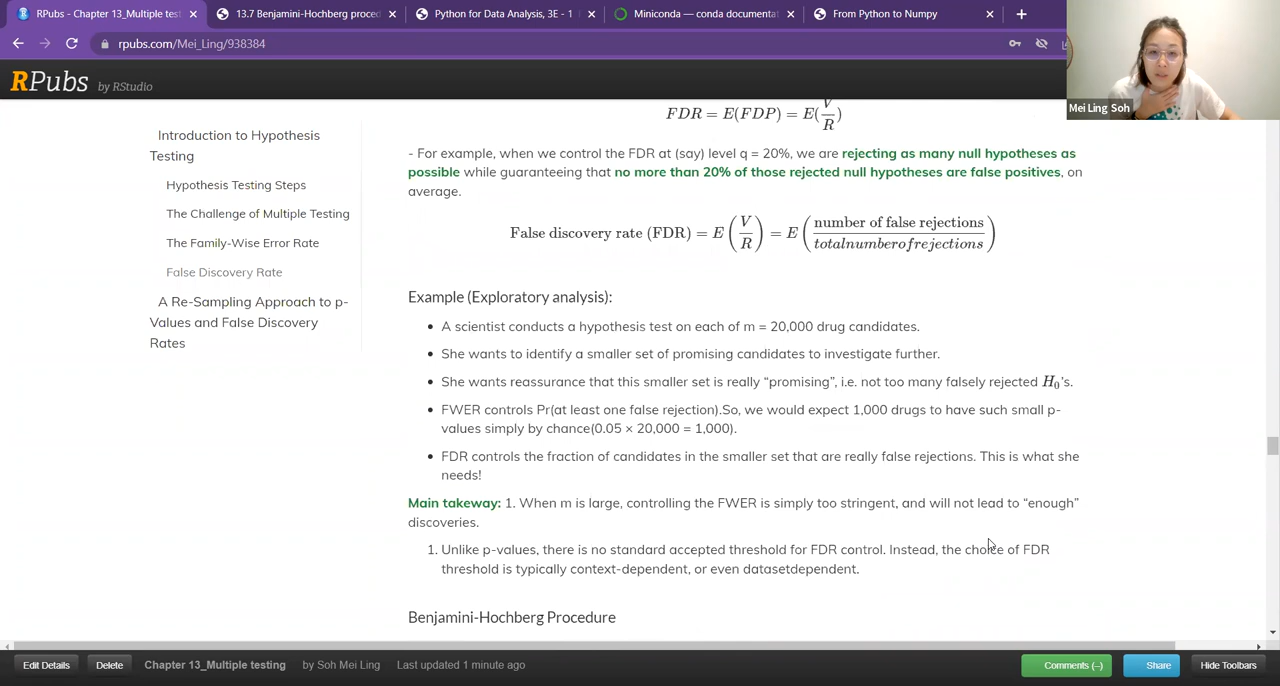 RPubs - Chapter 13_Multiple tes
13.7 Benjamini-Hochberg proced
Python for Data Analysis, 3E - 1
Miniconda — conda documenta
From Python to Numpy
rpubs.com/Mei_Ling/938384
RPubs by RStudio
Mei Ling Soh
Introduction to Hypothesis
Testing
Hypothesis Testing Steps
The Challenge of Multiple Testing
The Family-Wise Error Rate
False Discovery Rate
A Re-Sampling Approach to p-
Values and False Discovery
Rates
FDR = E(FDP) = E(V/R)
- For example, when we control the FDR at (say) level q = 20%, we are rejecting as many null hypotheses as
possible while guaranteeing that no more than 20% of those rejected null hypotheses are false positives, on
average.
False discovery rate (FDR) = E(V/R) = E(number of false rejections/totalnumberofrejections)
Example (Exploratory analysis):
• A scientist conducts a hypothesis test on each of m = 20,000 drug candidates.
• She wants to identify a smaller set of promising candidates to investigate further.
• She wants reassurance that this smaller set is really “promising”, i.e. not too many falsely rejected H₀'s.
• FWER controls Pr(at least one false rejection).So, we would expect 1,000 drugs to have such small p-
values simply by chance(0.05 × 20,000 = 1,000).
• FDR controls the fraction of candidates in the smaller set that are really false rejections. This is what she
needs!
Main takeway: 1. When m is large, controlling the FWER is simply too stringent, and will not lead to “enough”
discoveries.
1. Unlike p-values, there is no standard accepted threshold for FDR control. Instead, the choice of FDR
threshold is typically context-dependent, or even datasetdependent.
Benjamini-Hochberg Procedure
Edit Details
Delete
Chapter 13_Multiple testing
by Soh Mei Ling
Last updated 1 minute ago
Comments (–)
Share
Hide Toolbars